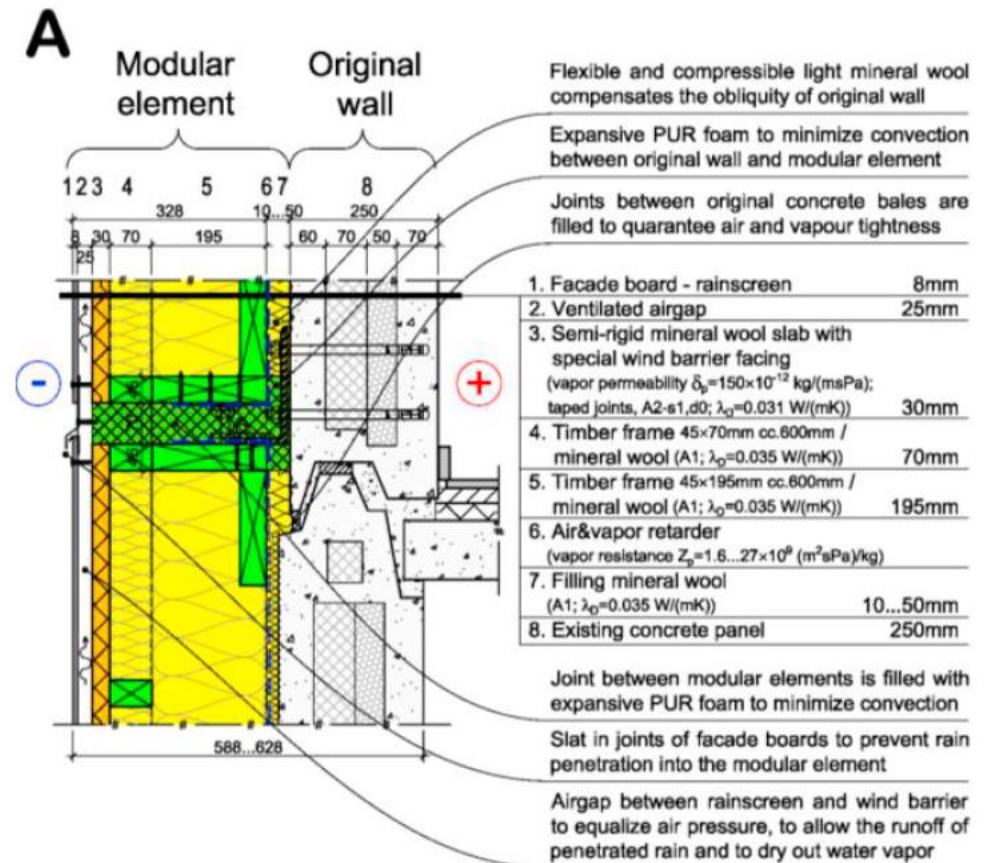 A
Modular
element
Original
wall
1 2 3 4 5 6 7 8
328 10...50 250
8 30 70 195 60 70 50 70
25
-
+
45
45
588...628
Flexible and compressible light mineral wool
compensates the obliquity of original wall
Expansive PUR foam to minimize convection
between original wall and modular element
Joints between original concrete bales are
filled to quarantee air and vapour tightness
1. Facade board - rainscreen 8mm
2. Ventilated airgap 25mm
3. Semi-rigid mineral wool slab with
special wind barrier facing
(vapor permeability δp=150×10⁻¹² kg/(msPa);
taped joints, A2-s1,d0; λD=0.031 W/(mK)) 30mm
4. Timber frame 45×70mm cc.600mm /
mineral wool (A1; λD=0.035 W/(mK)) 70mm
5. Timber frame 45×195mm cc.600mm /
mineral wool (A1; λD=0.035 W/(mK)) 195mm
6. Air&vapor retarder
(vapor resistance Zp=1.6...27×10⁹ (m²sPa)/kg)
7. Filling mineral wool
(A1; λD=0.035 W/(mK)) 10...50mm
8. Existing concrete panel 250mm
Joint between modular elements is filled with
expansive PUR foam to minimize convection
Slat in joints of facade boards to prevent rain
penetration into the modular element
Airgap between rainscreen and wind barrier
to equalize air pressure, to allow the runoff of
penetrated rain and to dry out water vapor